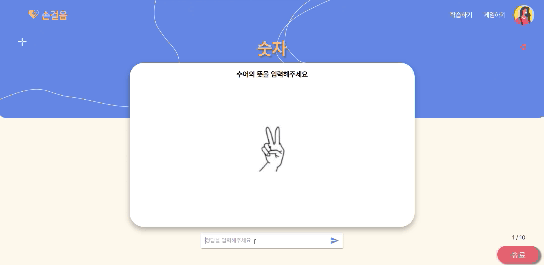 손걸음
학습하기 게임하기
숫자
수어의 뜻을 입력해주세요
정답을 입력해주세요
1 / 10
종료